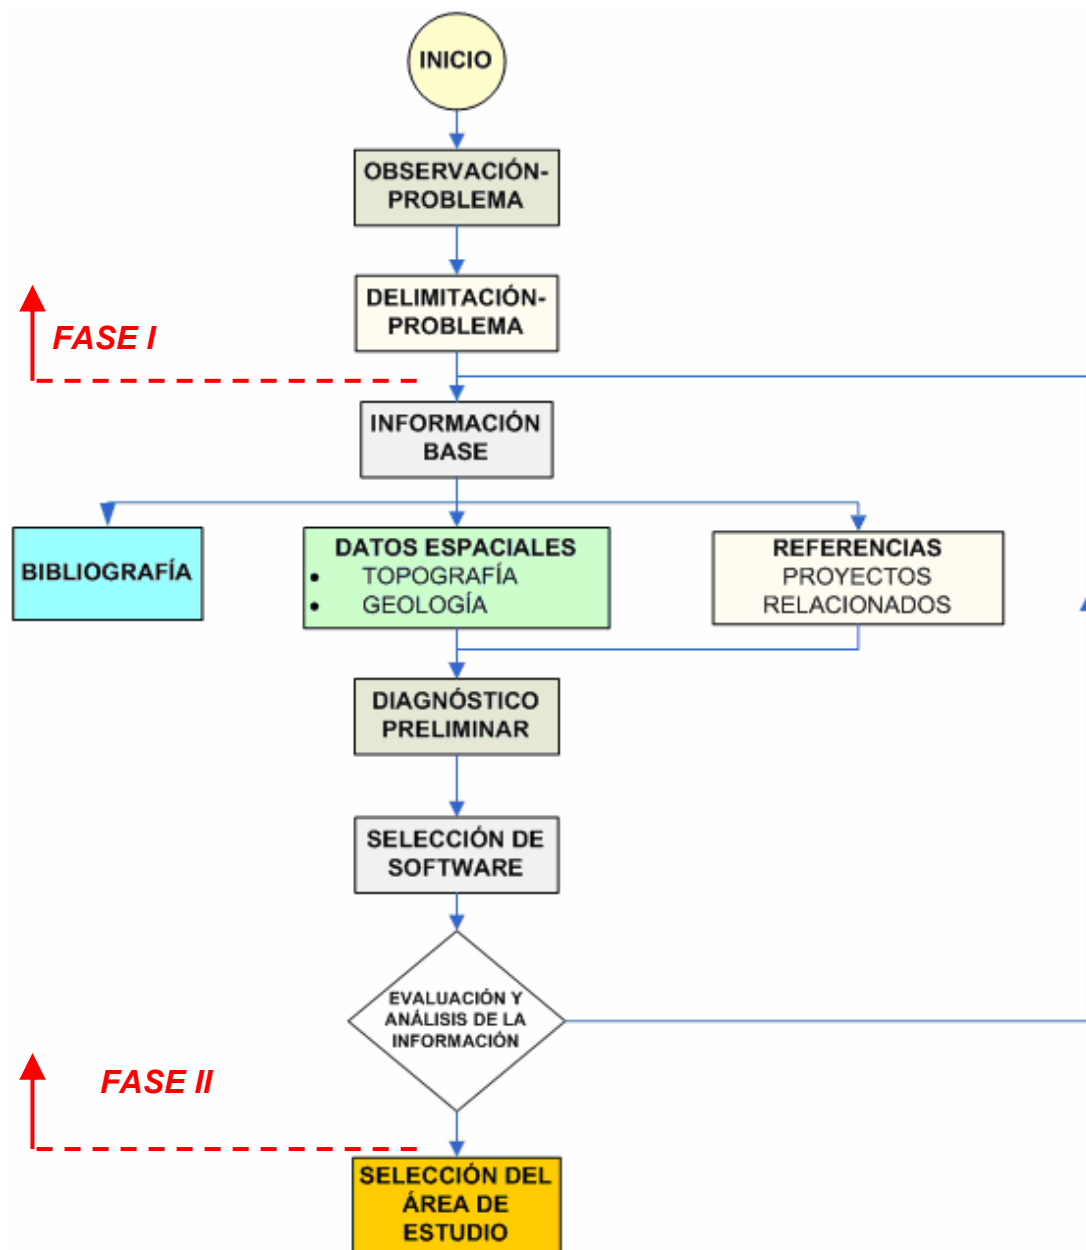 INICIO
OBSERVACIÓN-
PROBLEMA
DELIMITACIÓN-
PROBLEMA
FASE I
INFORMACIÓN
BASE
BIBLIOGRAFÍA
DATOS ESPACIALES
• TOPOGRAFÍA
• GEOLOGÍA
REFERENCIAS
PROYECTOS
RELACIONADOS
DIAGNÓSTICO
PRELIMINAR
SELECCIÓN DE
SOFTWARE
EVALUACIÓN Y
ANÁLISIS DE LA
INFORMACIÓN
FASE II
SELECCIÓN DEL
ÁREA DE
ESTUDIO